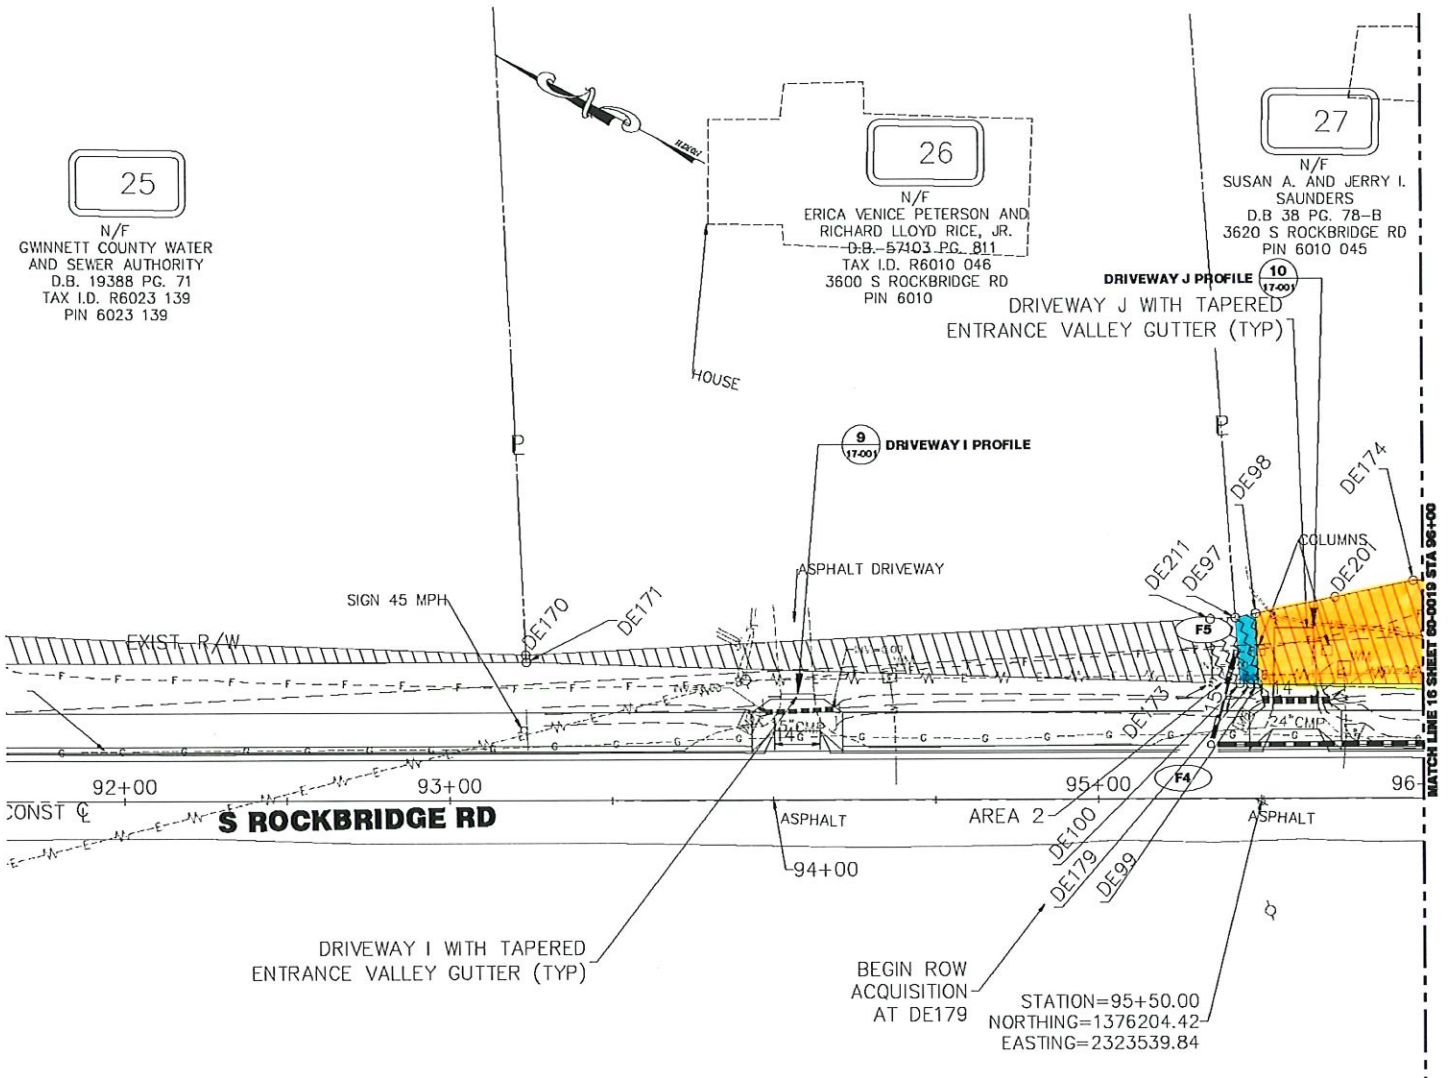 25
N/F
GWINNETT COUNTY WATER
AND SEWER AUTHORITY
D.B. 19388 PG. 71
TAX I.D. R6023 139
PIN 6023 139
26
N/F
ERICA VENICE PETERSON AND
RICHARD LLOYD RICE, JR.
D.B. 57103 PG. 811
TAX I.D. R6010 046
3600 S ROCKBRIDGE RD
PIN 6010
27
N/F
SUSAN A. AND JERRY I.
SAUNDERS
D.B 38 PG. 78-B
3620 S ROCKBRIDGE RD
PIN 6010 045
DRIVEWAY J PROFILE
10
17-001
DRIVEWAY J WITH TAPERED
ENTRANCE VALLEY GUTTER (TYP)
HOUSE
9
17-001
DRIVEWAY I PROFILE
DE98
DE174
COLUMNS
DE201
DE211
DE97
ASPHALT DRIVEWAY
SIGN 45 MPH
DE170
DE171
EXIST. R/W
F5
DE173
15"CMP
14
24"CMP
F4
92+00
93+00
95+00
96
CONST ℄
S ROCKBRIDGE RD
ASPHALT
AREA 2
ASPHALT
DE100
DE179
DE99
94+00
DRIVEWAY I WITH TAPERED
ENTRANCE VALLEY GUTTER (TYP)
BEGIN ROW
ACQUISITION
AT DE179
STATION=95+50.00
NORTHING=1376204.42
EASTING=2323539.84
MATCH LINE 16 SHEET 60-0019 STA 96+00